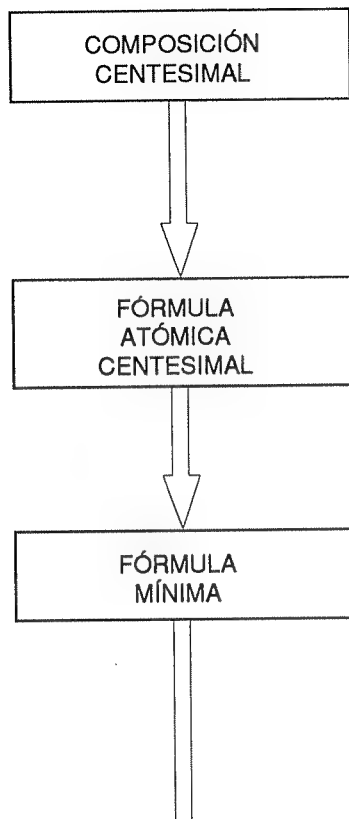 COMPOSICIÓN
CENTESIMAL
FÓRMULA
ATÓMICA
CENTESIMAL
FÓRMULA
MÍNIMA